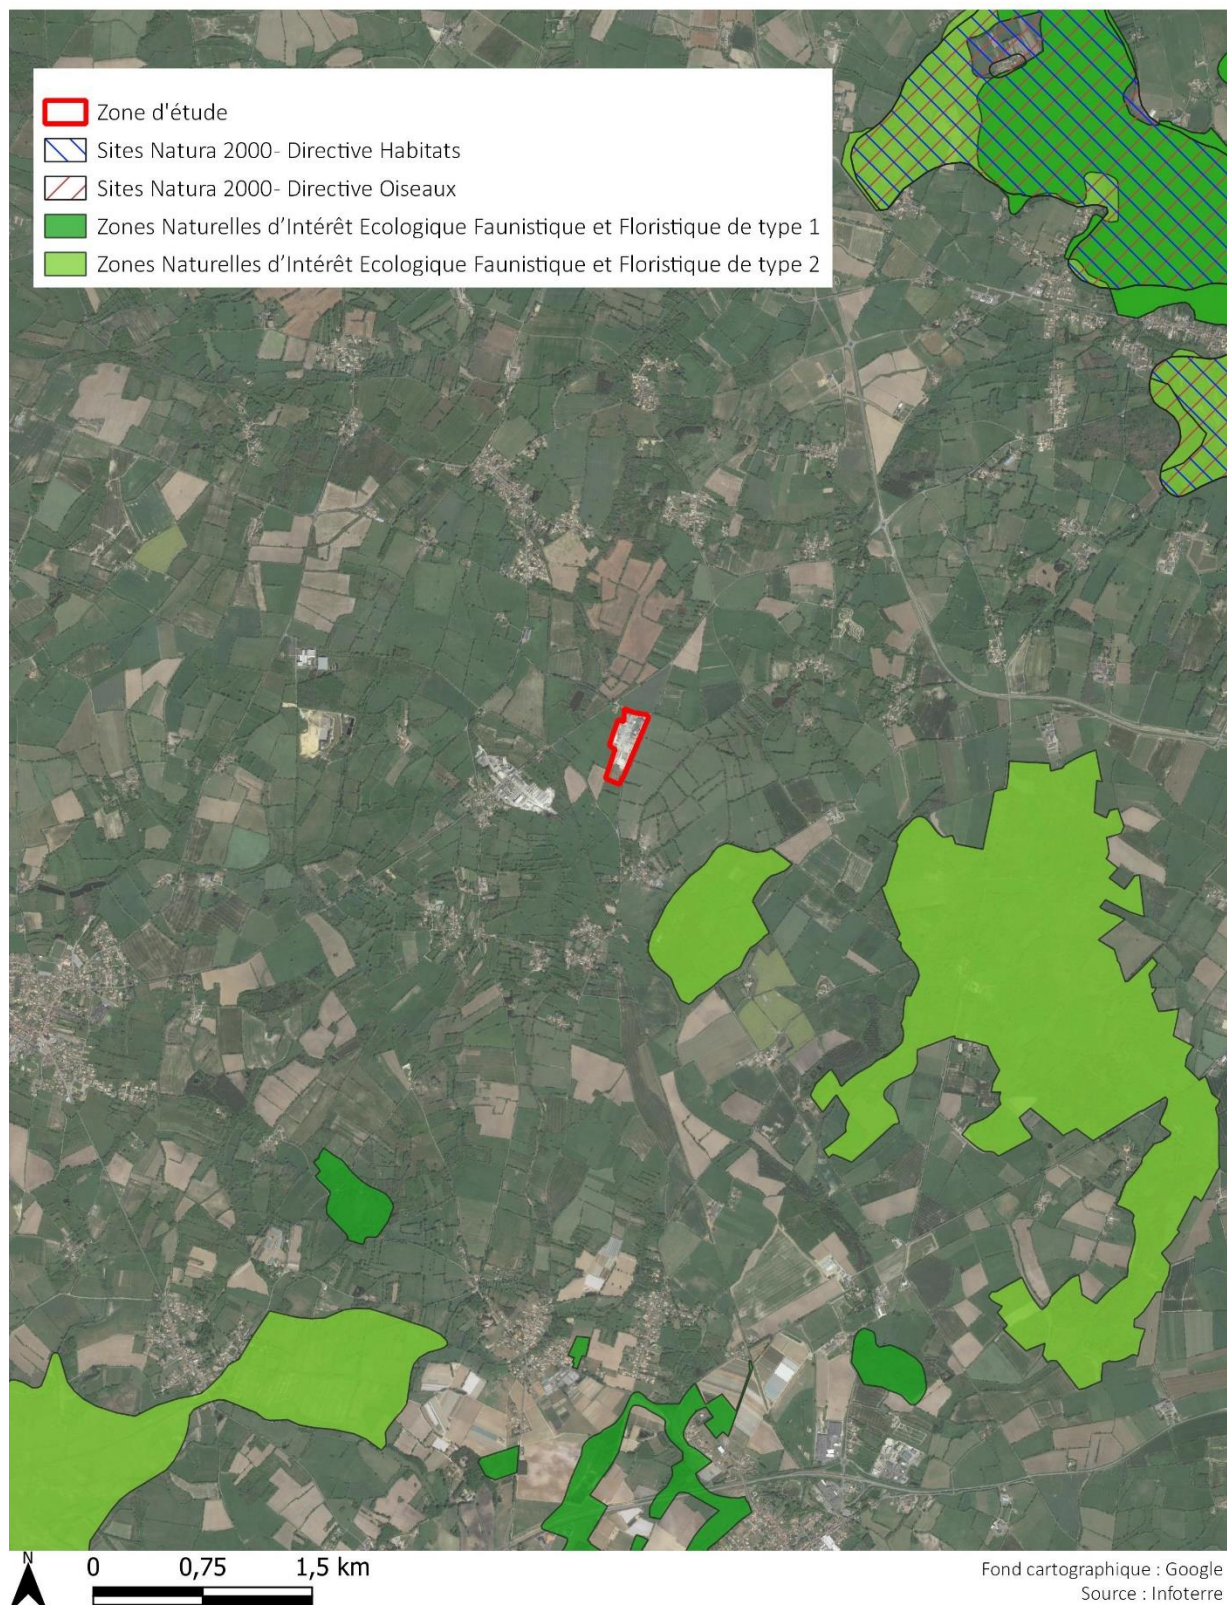 Zone d'étude
Sites Natura 2000- Directive Habitats
Sites Natura 2000- Directive Oiseaux
Zones Naturelles d’Intérêt Ecologique Faunistique et Floristique de type 1
Zones Naturelles d’Intérêt Ecologique Faunistique et Floristique de type 2
N
0 0,75 1,5 km
Fond cartographique : Google
Source : Infoterre